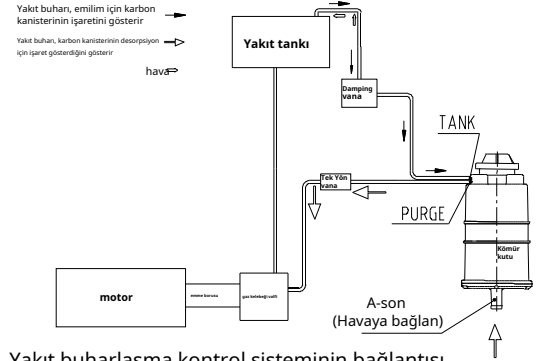 Yakıt buharı, emilim için karbon
kanisterinin işaretini gösterir
Yakıt buharı, karbon kanisterinin desorpsiyon
için işaret gösterdiğini gösterir
hava
Yakıt tankı
Damping
vana
TANK
Tek Yön
vana
PURGE
Kömür
kutu
motor
emme borusu
gaz kelebeği valfi
A-son
(Havaya bağlan)
Yakıt buharlaşma kontrol sisteminin bağlantısı